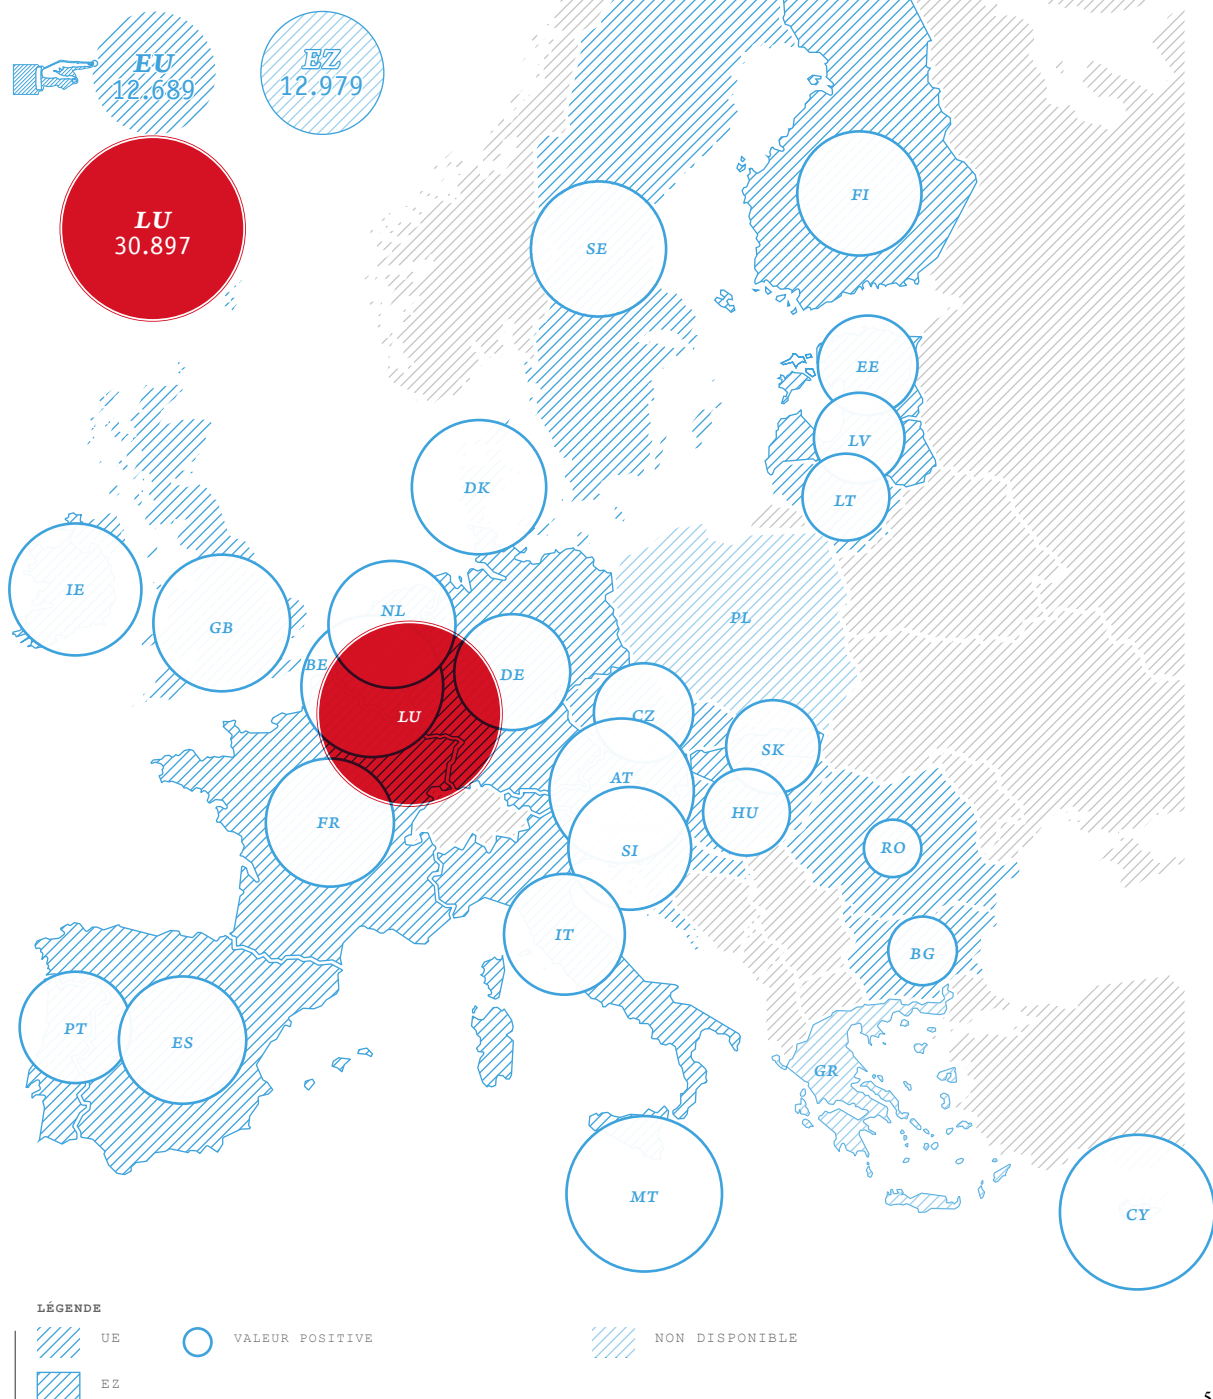 EU
12.689
EZ
12.979
LU
30.897
FI
SE
EE
LV
LT
DK
IE
GB
NL
BE
DE
LU
PL
CZ
SK
AT
HU
FR
SI
RO
IT
BG
PT
ES
GR
MT
CY
LÉGENDE
UE
VALEUR POSITIVE
NON DISPONIBLE
EZ